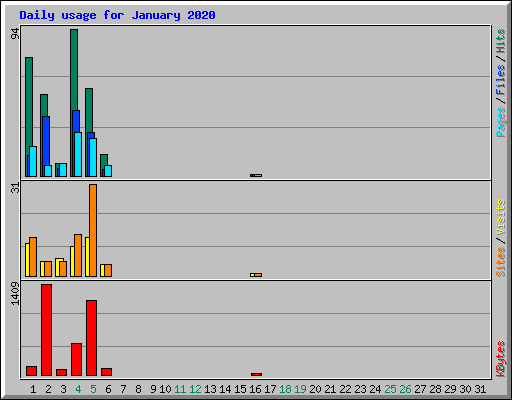 Daily usage for January 2020
94
Pages/Files/Hits
31
Sites/Visits
1409
KBytes
1 2 3 4 5 6 7 8 9 10 11 12 13 14 15 16 17 18 19 20 21 22 23 24 25 26 27 28 29 30 31